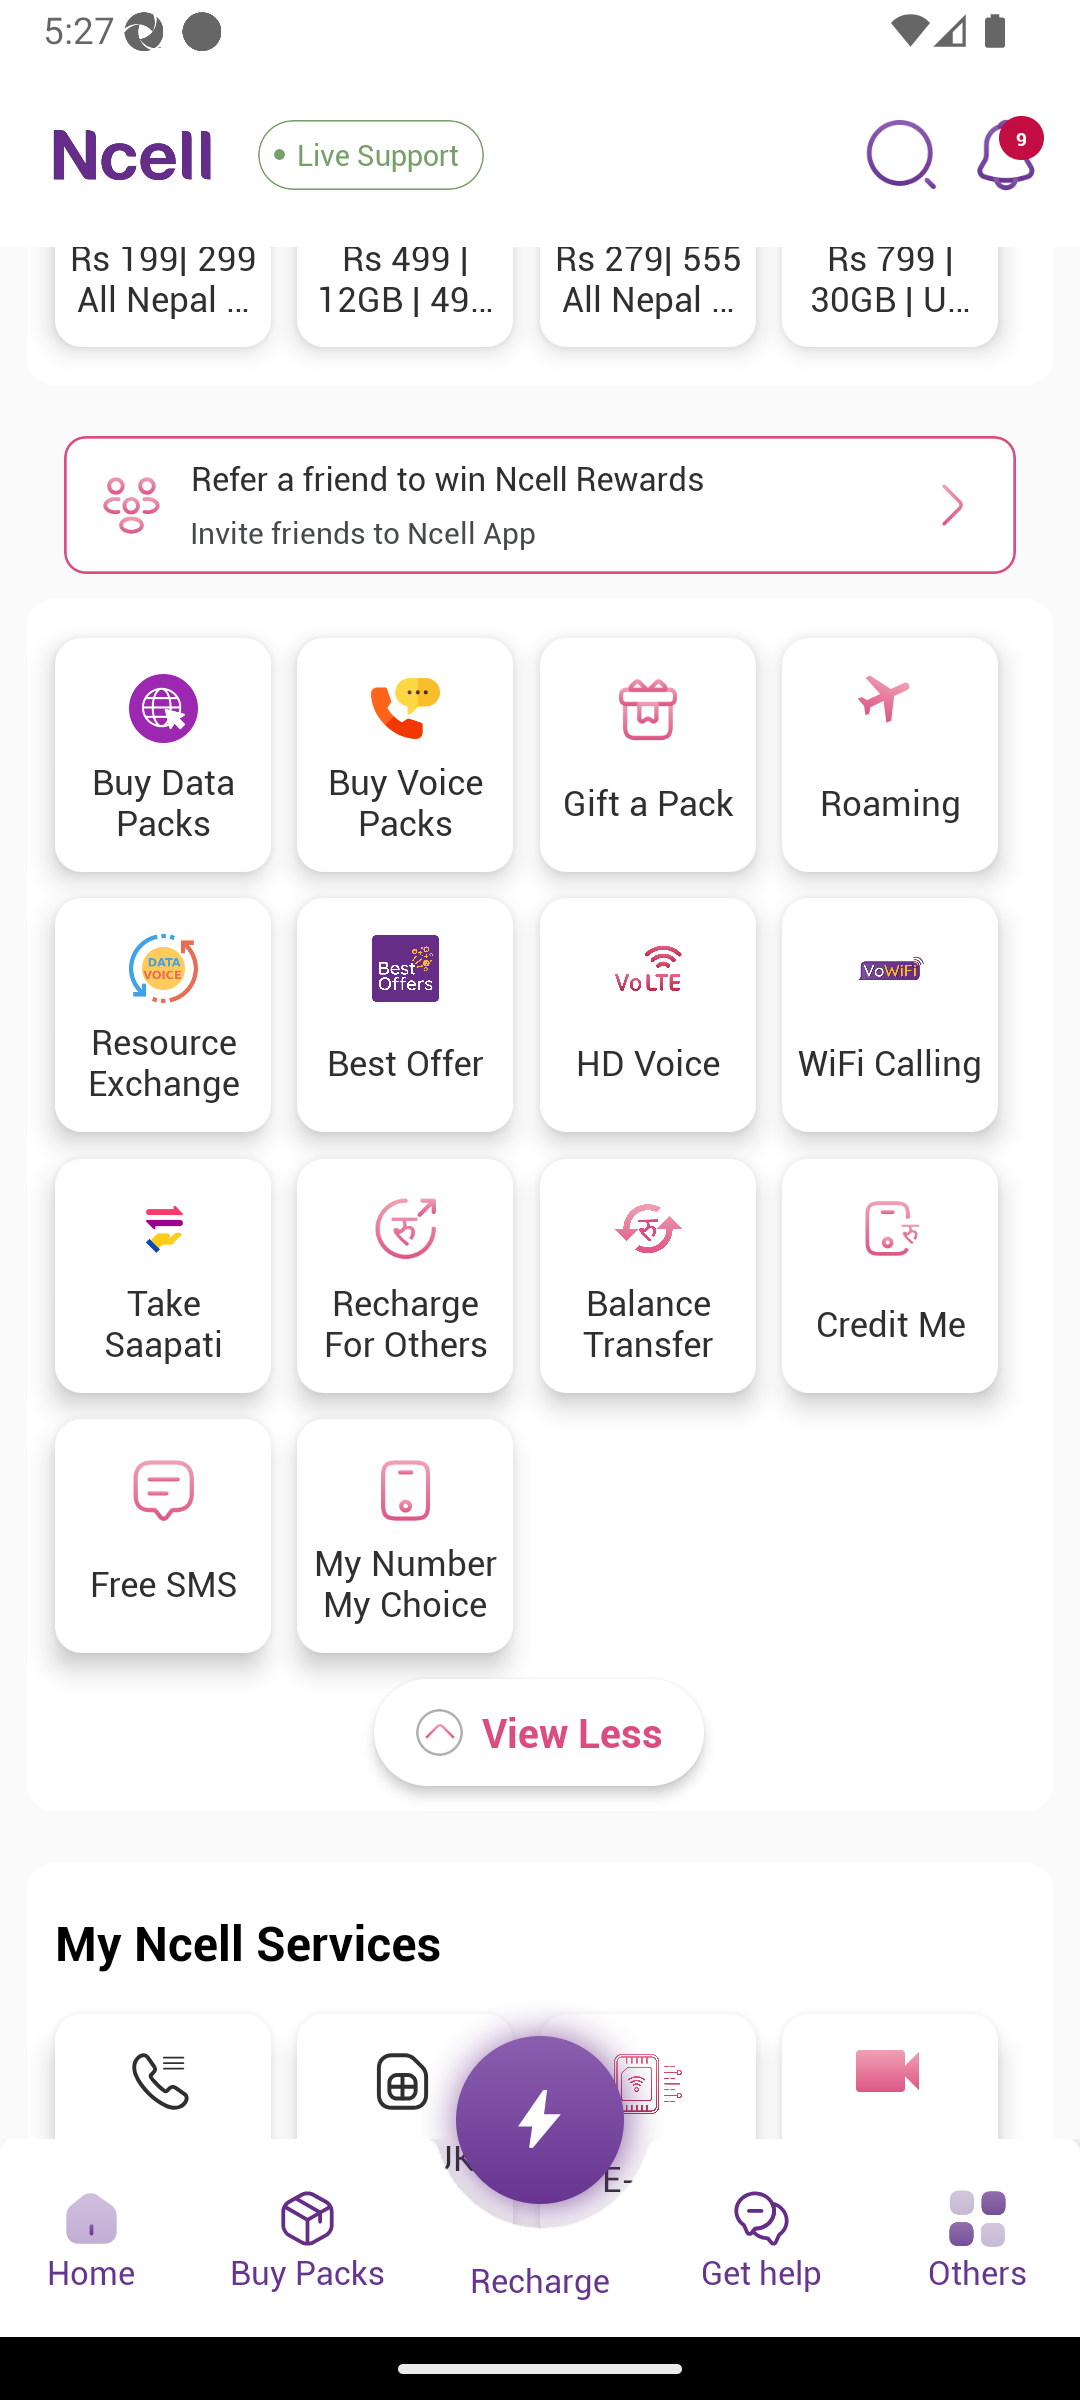 5:27
Ncell
Live Support
9
Rs 199| 299
All Nepal ...
Rs 499 |
12GB | 49...
Rs 279| 555
All Nepal ...
Rs 799 |
30GB | U...
Refer a friend to win Ncell Rewards
Invite friends to Ncell App
Buy Data
Packs
Buy Voice
Packs
Gift a Pack
Roaming
DATA
VOICE
Resource
Exchange
Best
Offers
Best Offer
VoLTE
HD Voice
VoWiFi
WiFi Calling
Take
Saapati
रु
Recharge
For Others
रु
Balance
Transfer
रु
Credit Me
Free SMS
My Number
My Choice
View Less
My Ncell Services
E-
Home
Buy Packs
Recharge
Get help
Others